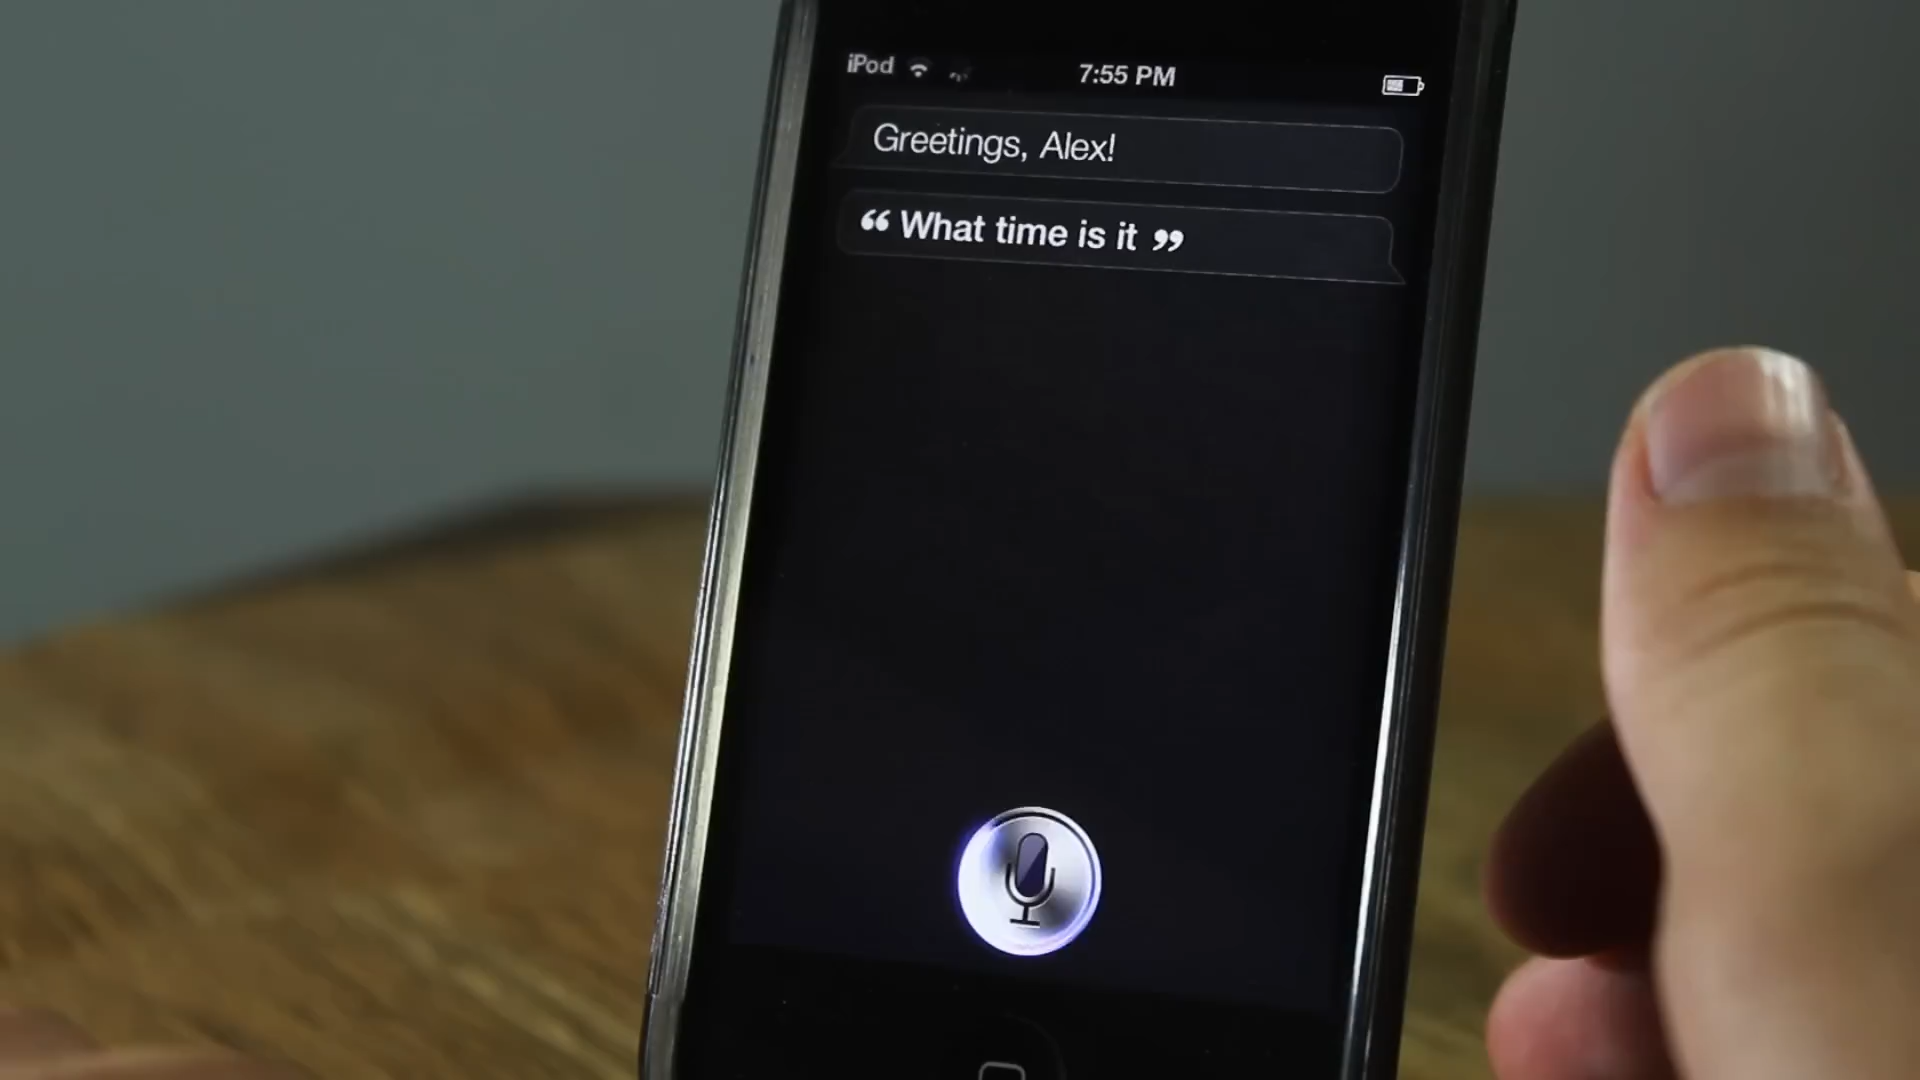 iPod 7:55 PM
Greetings, Alex!
“ What time is it ”